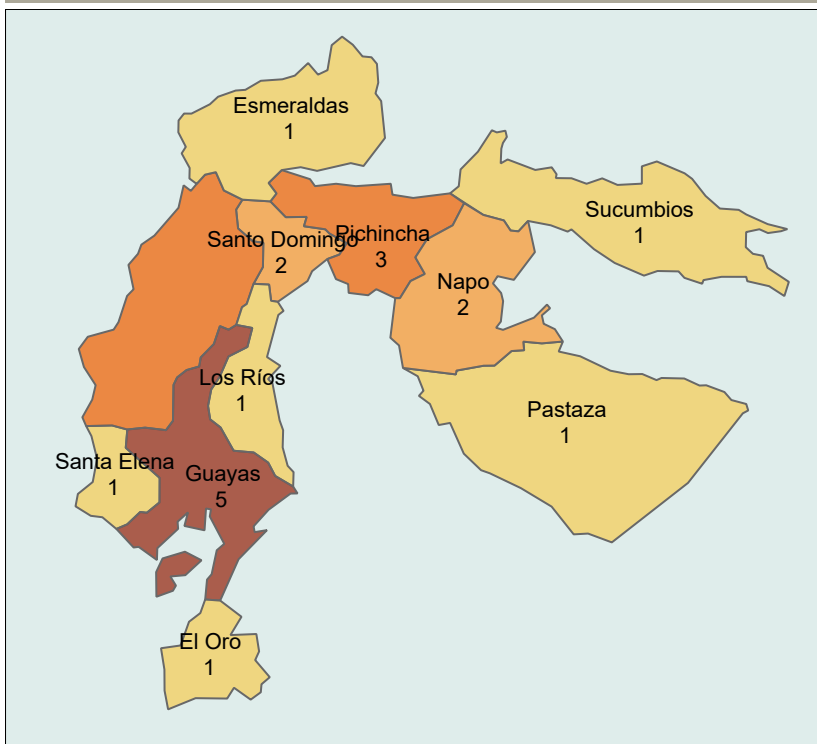 Esmeraldas
1
Sucumbios
1
Santo Domingo
2
Pichincha
3
Napo
2
Los Ríos
1
Pastaza
1
Santa Elena
1
Guayas
5
El Oro
1